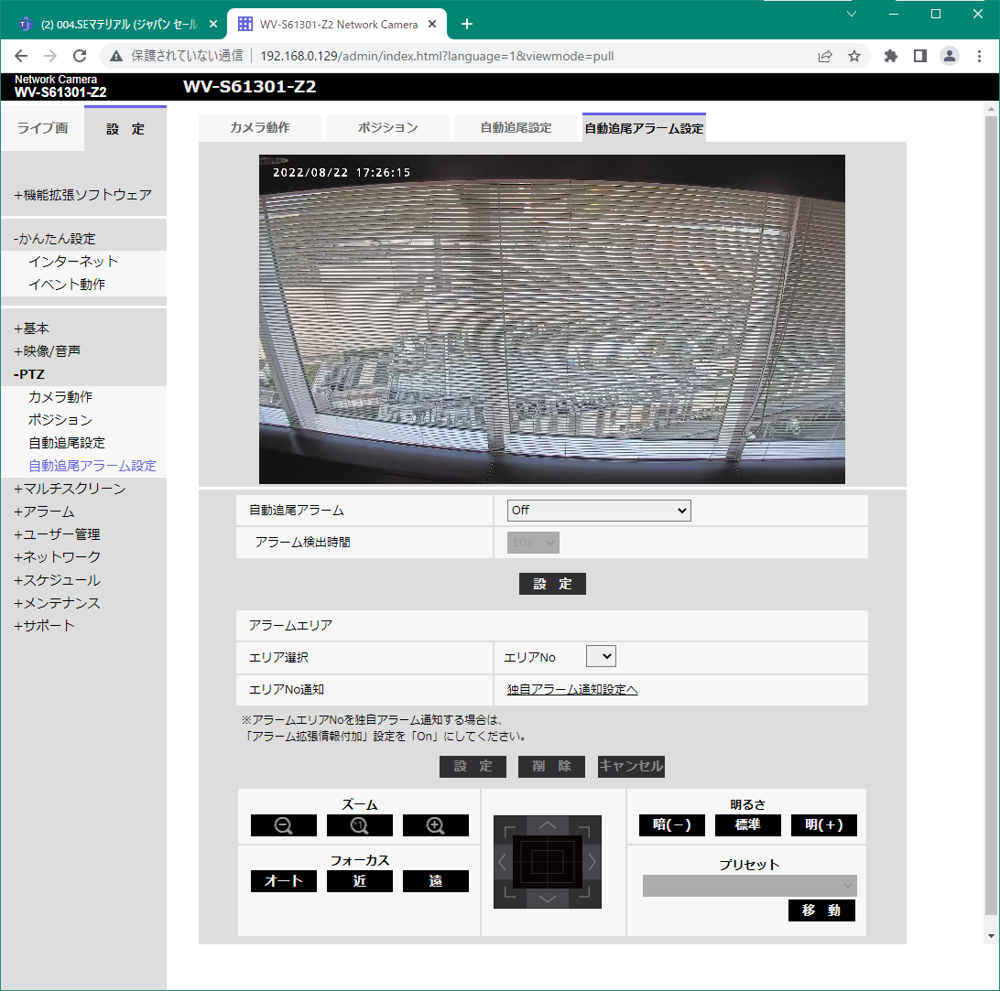 (2) 004.SEマテリアル (ジャパン セール
WV-S61301-Z2 Network Camera
保護されていない通信
192.168.0.129/admin/index.html?language=1&viewmode=pull
Network Camera
WV-S61301-Z2
WV-S61301-Z2
ライブ画
設 定
カメラ動作
ポジション
自動追尾設定
自動追尾アラーム設定
2022/08/22 17:26:15
+機能拡張ソフトウェア
-かんたん設定
インターネット
イベント動作
+基本
+映像/音声
-PTZ
カメラ動作
ポジション
自動追尾設定
自動追尾アラーム設定
+マルチスクリーン
+アラーム
+ユーザー管理
+ネットワーク
+スケジュール
+メンテナンス
+サポート
自動追尾アラーム
Off
アラーム検出時間
10s
設 定
アラームエリア
エリア選択
エリアNo
エリアNo通知
独自アラーム通知設定へ
※アラームエリアNoを独自アラーム通知する場合は、
「アラーム拡張情報付加」設定を「On」にしてください。
設 定
削 除
キャンセル
ズーム
×1
フォーカス
オート
近
遠
明るさ
暗(－)
標準
明(＋)
プリセット
移 動